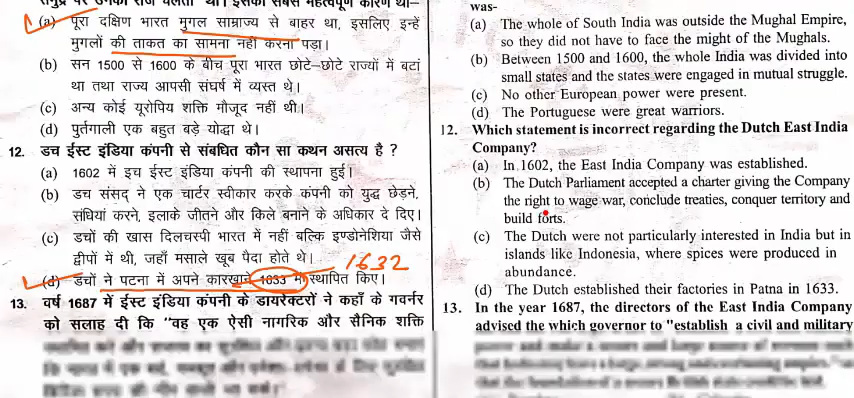 समुद्र पर उनका राज चलता था। इसका सबसे महत्वपूर्ण कारण था—
(a) पूरा दक्षिण भारत मुगल साम्राज्य से बाहर था, इसलिए इन्हें
मुगलों की ताकत का सामना नहीं करना पड़ा।
(b) सन 1500 से 1600 के बीच पूरा भारत छोटे-छोटे राज्यों में बटां
था तथा राज्य आपसी संघर्ष में व्यस्त थे।
(c) अन्य कोई यूरोपिय शक्ति मौजूद नहीं थी।
(d) पुर्तगाली एक बहुत बड़े योद्धा थे।
12. डच ईस्ट इंडिया कंपनी से संबधित कौन सा कथन असत्य है ?
(a) 1602 में इच ईस्ट इंडिया कंपनी की स्थापना हुई।
(b) डच संसद् ने एक चार्टर स्वीकार करके कंपनी को युद्ध छेड़ने,
संधियां करने, इलाके जीतने और किले बनाने के अधिकार दे दिए।
(c) डचों की खास दिलचस्पी भारत में नहीं बल्कि इण्डोनेशिया जैसे
द्वीपों में थी, जहाँ मसाले खूब पैदा होते थे।
1632
(d) डचों ने पटना में अपने कारखाने 1633 में स्थापित किए।
13. वर्ष 1687 में ईस्ट इंडिया कंपनी के डायरेक्टरों ने कहाँ के गवर्नर
को सलाह दी कि "वह एक ऐसी नागरिक और सैनिक शक्ति
was-
(a) The whole of South India was outside the Mughal Empire,
so they did not have to face the might of the Mughals.
(b) Between 1500 and 1600, the whole India was divided into
small states and the states were engaged in mutual struggle.
(c) No other European power were present.
(d) The Portuguese were great warriors.
12. Which statement is incorrect regarding the Dutch East India
Company?
(a) In 1602, the East India Company was established.
(b) The Dutch Parliament accepted a charter giving the Company
the right to wage war, conclude treaties, conquer territory and
build forts.
(c) The Dutch were not particularly interested in India but in
islands like Indonesia, where spices were produced in
abundance.
(d) The Dutch established their factories in Patna in 1633.
13. In the year 1687, the directors of the East India Company
advised the which governor to "establish a civil and military